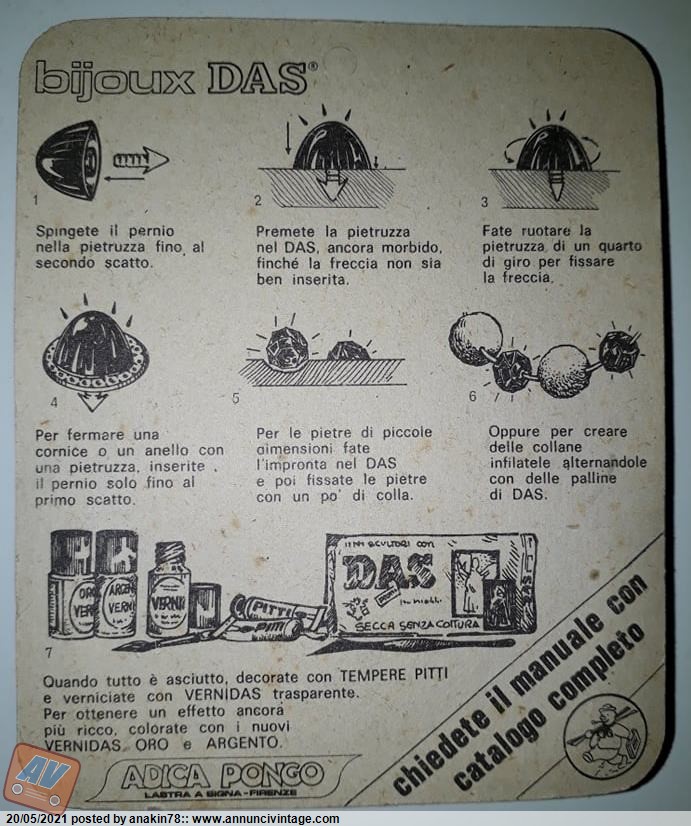 bijoux DAS®
1
Spingete il pernio
nella pietruzza fino al
secondo scatto.
2
Premete la pietruzza
nel DAS, ancora morbido,
finché la freccia non sia
ben inserita.
3
Fate ruotare la
pietruzza di un quarto
di giro per fissare
la freccia.
4
Per fermare una
cornice o un anello con
una pietruzza, inserite
il pernio solo fino al
primo scatto.
5
Per le pietre di piccole
dimensioni fate
l'impronta nel DAS
e poi fissate le pietre
con un po' di colla.
6
Oppure per creare
delle collane
infilatele alternandole
con delle palline
di DAS.
ORO
VER
ARGEN
VERNI
VERNI
PITTI
PITTI
SCULTORI CON
DAS
SECCA SENZA COTTURA
DAS
7
Quando tutto è asciutto, decorate con TEMPERE PITTI
e verniciate con VERNIDAS trasparente.
Per ottenere un effetto ancora
più ricco, colorate con i nuovi
VERNIDAS ORO e ARGENTO.
chiedete il manuale con
catalogo completo
ADICA PONGO
LASTRA A SIGNA-FIRENZE
AV
20/05/2021 posted by anakin78:: www.annuncivintage.com